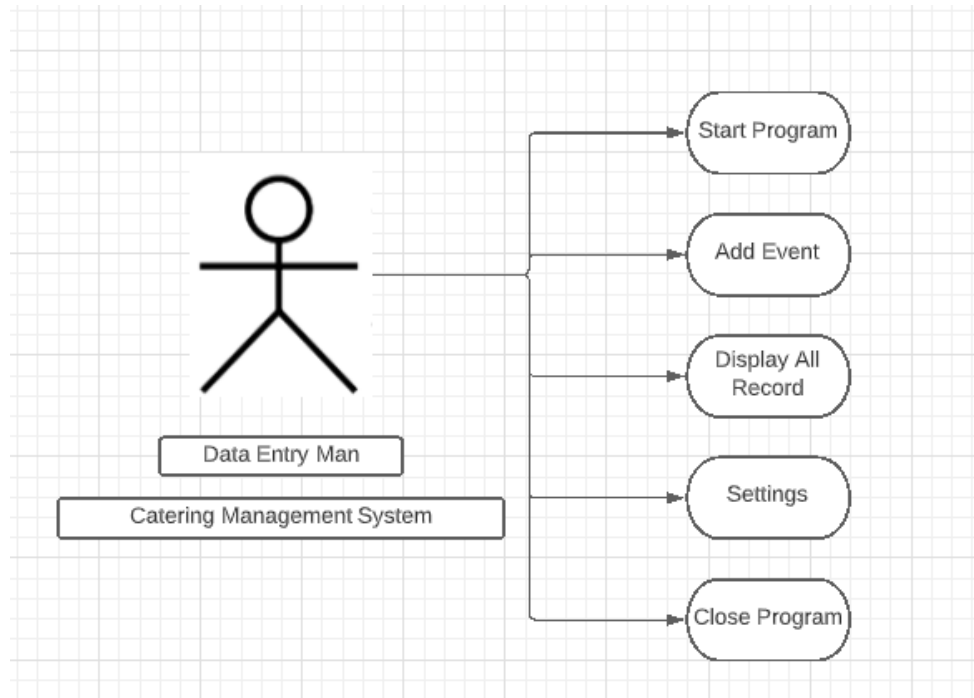 Start Program
Add Event
Display All
Record
Data Entry Man
Settings
Catering Management System
Close Program